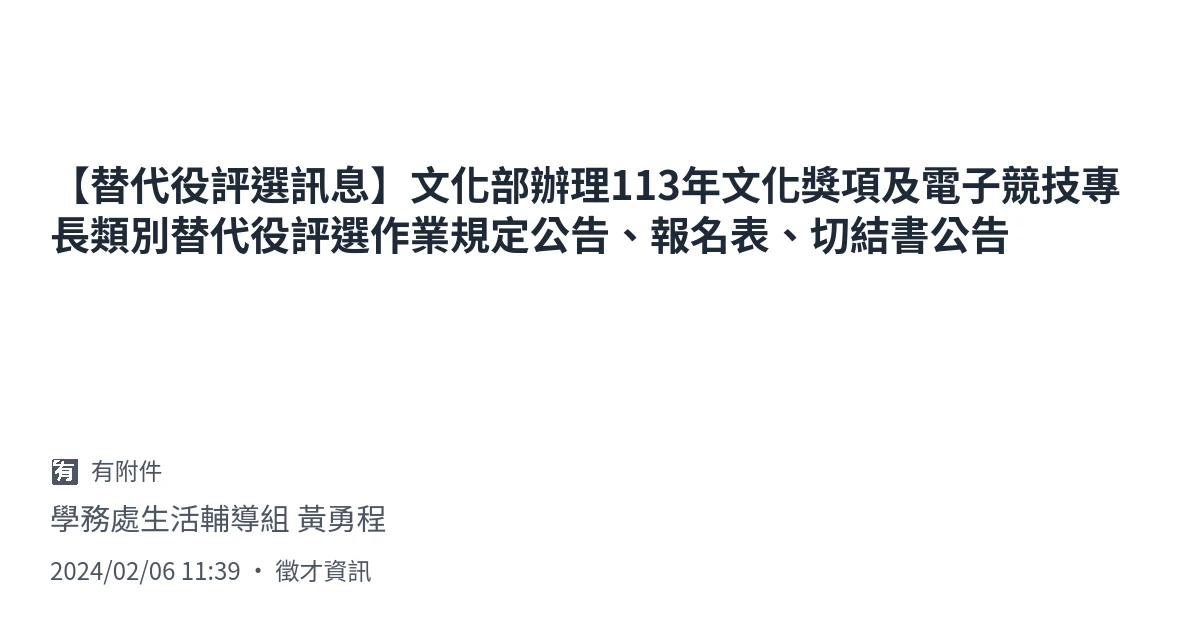 【替代役評選訊息】文化部辦理113年文化獎項及電子競技專
長類別替代役評選作業規定公告、報名表、切結書公告
有 有附件
學務處生活輔導組 黃勇程
2024/02/06 11:39 • 徵才資訊